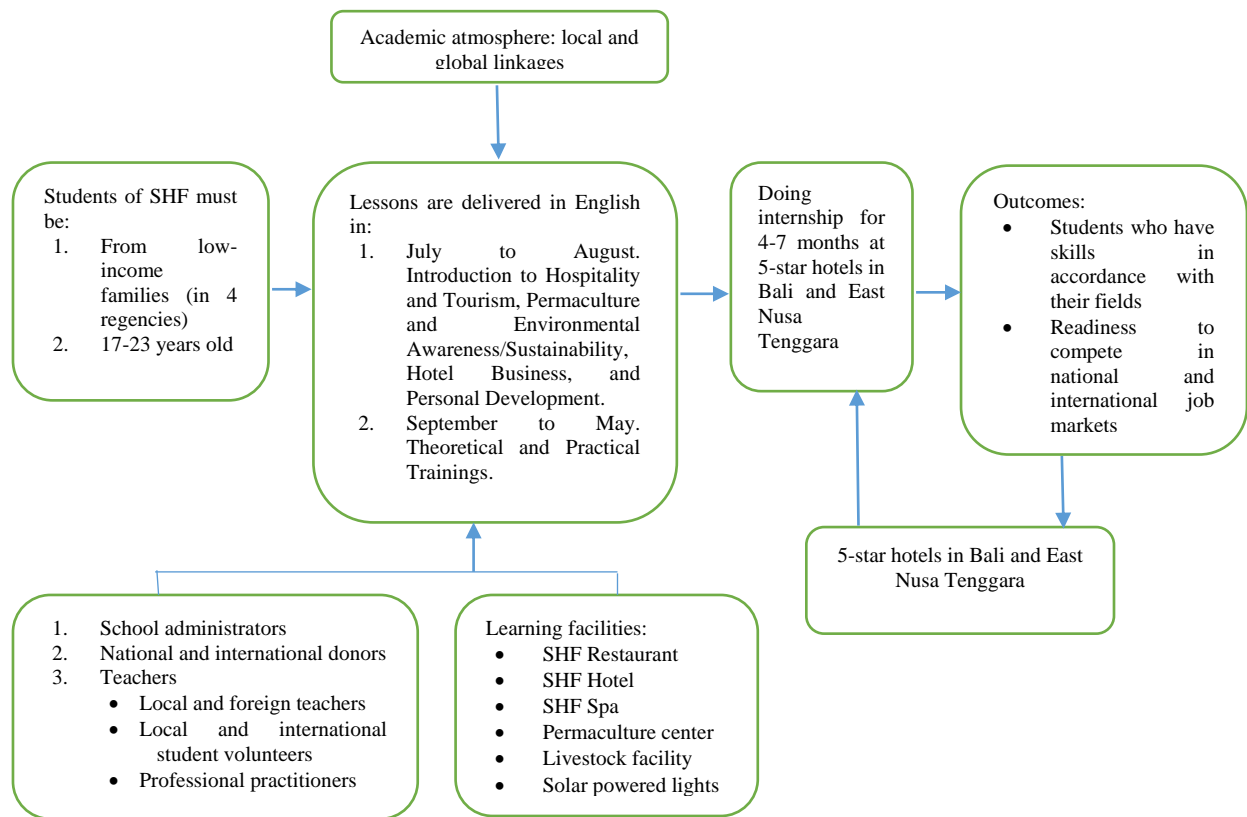 Academic atmosphere: local and
global linkages
Students of SHF must
be:
1. From low-
income
families (in 4
regencies)
2. 17-23 years old
Lessons are delivered in English
in:
1. July to August.
Introduction to Hospitality
and Tourism, Permaculture
and Environmental
Awareness/Sustainability,
Hotel Business, and
Personal Development.
2. September to May.
Theoretical and Practical
Trainings.
Doing
internship for
4-7 months at
5-star hotels in
Bali and East
Nusa
Tenggara
Outcomes:
• Students who have
skills in
accordance with
their fields
• Readiness to
compete in
national and
international job
markets
5-star hotels in Bali and East
Nusa Tenggara
1. School administrators
2. National and international donors
3. Teachers
• Local and foreign teachers
• Local and international
student volunteers
• Professional practitioners
Learning facilities:
• SHF Restaurant
• SHF Hotel
• SHF Spa
• Permaculture center
• Livestock facility
• Solar powered lights